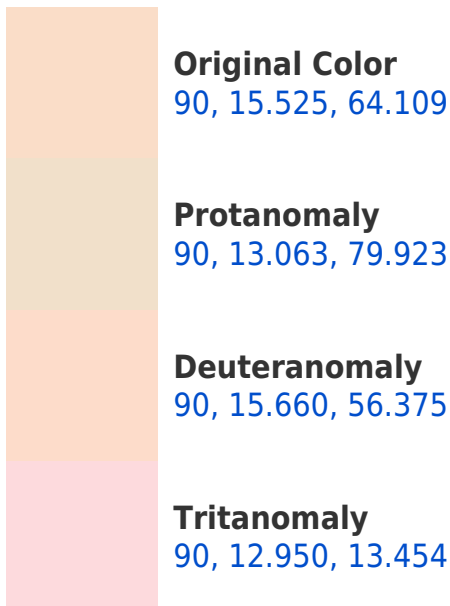 Original Color
90, 15.525, 64.109
Protanomaly
90, 13.063, 79.923
Deuteranomaly
90, 15.660, 56.375
Tritanomaly
90, 12.950, 13.454